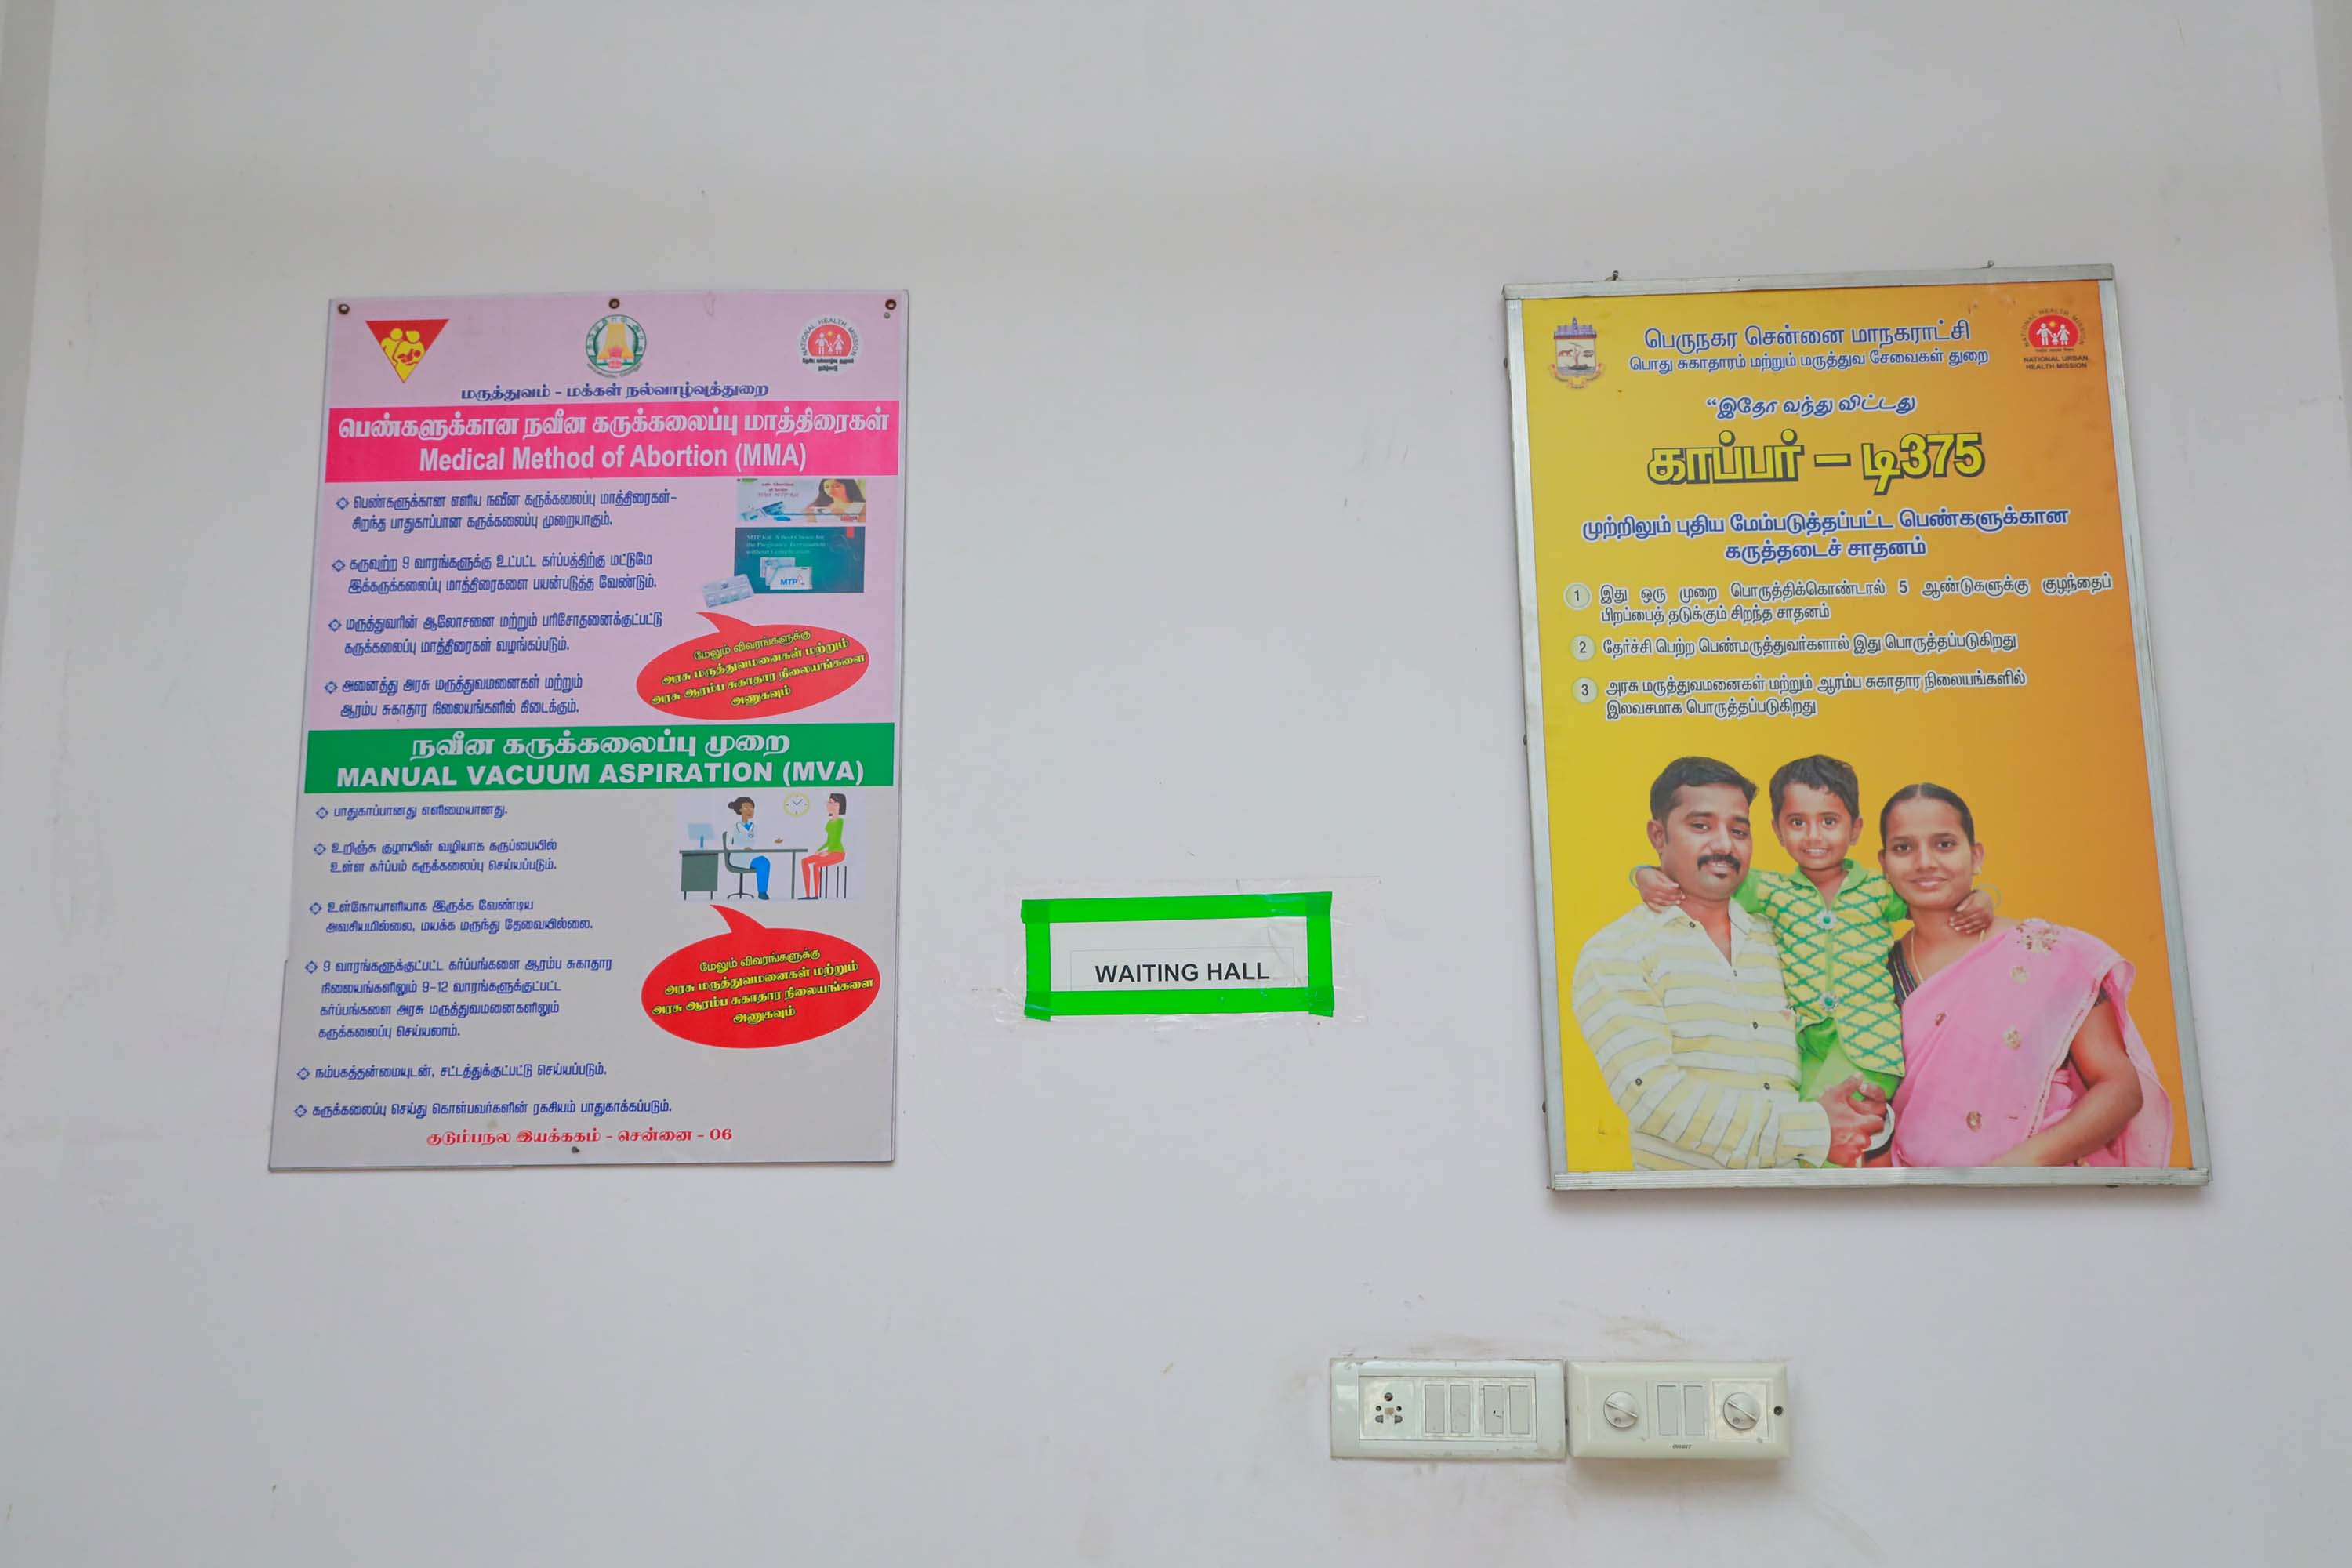 மருத்துவம் - மக்கள் நல்வாழ்வுத்துறை
பெண்களுக்கான நவீன கருக்கலைப்பு மாத்திரைகள்
Medical Method of Abortion (MMA)
பெண்களுக்கான எளிய நவீன கருக்கலைப்பு மாத்திரைகள்-
சிறந்த பாதுகாப்பான கருக்கலைப்பு முறையாகும்.
கருவுற்ற 9 வாரங்களுக்கு உட்பட்ட கர்ப்பத்திற்கு மட்டுமே
இக்கருக்கலைப்பு மாத்திரைகளை பயன்படுத்த வேண்டும்.
மருத்துவரின் ஆலோசனை மற்றும் பரிசோதனைக்குட்பட்டு
கருக்கலைப்பு மாத்திரைகள் வழங்கப்படும்.
அனைத்து அரசு மருத்துவமனைகள் மற்றும்
ஆரம்ப சுகாதார நிலையங்களில் கிடைக்கும்.
MTP Kit: A Best Choice for
the Pregnancy Termination
without Complication
MTP
மேலும் விவரங்களுக்கு
அரசு மருத்துவமனைகள் மற்றும்
அரசு ஆரம்ப சுகாதார நிலையங்களை
அணுகவும்
நவீன கருக்கலைப்பு முறை
MANUAL VACUUM ASPIRATION (MVA)
பாதுகாப்பானது எளிமையானது.
உறிஞ்சு குழாயின் வழியாக கருப்பையில்
உள்ள கர்ப்பம் கருக்கலைப்பு செய்யப்படும்.
உள்நோயாளியாக இருக்க வேண்டிய
அவசியமில்லை, மயக்க மருந்து தேவையில்லை.
9 வாரங்களுக்குட்பட்ட கர்ப்பங்களை ஆரம்ப சுகாதார
நிலையங்களிலும் 9-12 வாரங்களுக்குட்பட்ட
கர்ப்பங்களை அரசு மருத்துவமனைகளிலும்
கருக்கலைப்பு செய்யலாம்.
நம்பகத்தன்மையுடன், சட்டத்துக்குட்பட்டு செய்யப்படும்.
கருக்கலைப்பு செய்து கொள்பவர்களின் ரகசியம் பாதுகாக்கப்படும்.
மேலும் விவரங்களுக்கு
அரசு மருத்துவமனைகள் மற்றும்
அரசு ஆரம்ப சுகாதார நிலையங்களை
அணுகவும்
குடும்பநல இயக்ககம் - சென்னை - 06
WAITING HALL
பெருநகர சென்னை மாநகராட்சி
பொது சுகாதாரம் மற்றும் மருத்துவ சேவைகள் துறை
NATIONAL URBAN
HEALTH MISSION
“இதோ வந்து விட்டது
காப்பர் – டி375
முற்றிலும் புதிய மேம்படுத்தப்பட்ட பெண்களுக்கான
கருத்தடைச் சாதனம்
1 இது ஒரு முறை பொருத்திக்கொண்டால் 5 ஆண்டுகளுக்கு குழந்தைப்
பிறப்பைத் தடுக்கும் சிறந்த சாதனம்
2 தேர்ச்சி பெற்ற பெண்மருத்துவர்களால் இது பொருத்தப்படுகிறது
3 அரசு மருத்துவமனைகள் மற்றும் ஆரம்ப சுகாதார நிலையங்களில்
இலவசமாக பொருத்தப்படுகிறது